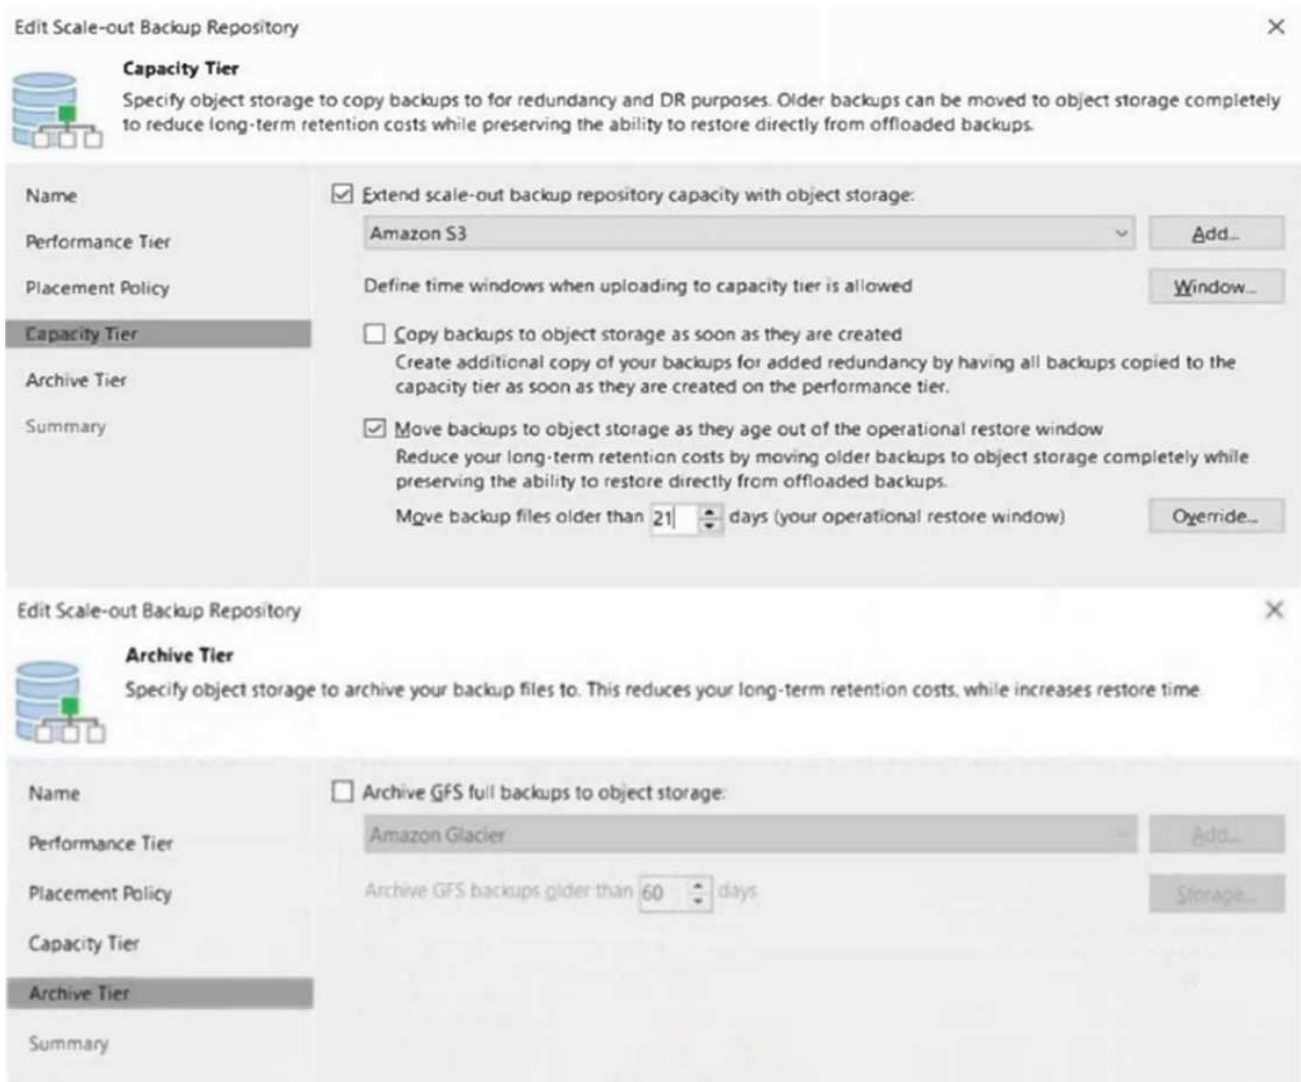 Edit Scale-out Backup Repository
Capacity Tier
Specify object storage to copy backups to for redundancy and DR purposes. Older backups can be moved to object storage completely
to reduce long-term retention costs while preserving the ability to restore directly from offloaded backups.
Name
Performance Tier
Placement Policy
Capacity Tier
Archive Tier
Summary
Extend scale-out backup repository capacity with object storage:
Amazon S3
Add...
Define time windows when uploading to capacity tier is allowed
Window...
Copy backups to object storage as soon as they are created
Create additional copy of your backups for added redundancy by having all backups copied to the
capacity tier as soon as they are created on the performance tier.
Move backups to object storage as they age out of the operational restore window
Reduce your long-term retention costs by moving older backups to object storage completely while
preserving the ability to restore directly from offloaded backups.
Move backup files older than 21 days (your operational restore window)
Override...
Edit Scale-out Backup Repository
Archive Tier
Specify object storage to archive your backup files to. This reduces your long-term retention costs, while increases restore time
Name
Performance Tier
Placement Policy
Capacity Tier
Archive Tier
Summary
Archive GFS full backups to object storage:
Amazon Glacier
Add...
Archive GFS backups older than 60 days
Storage...